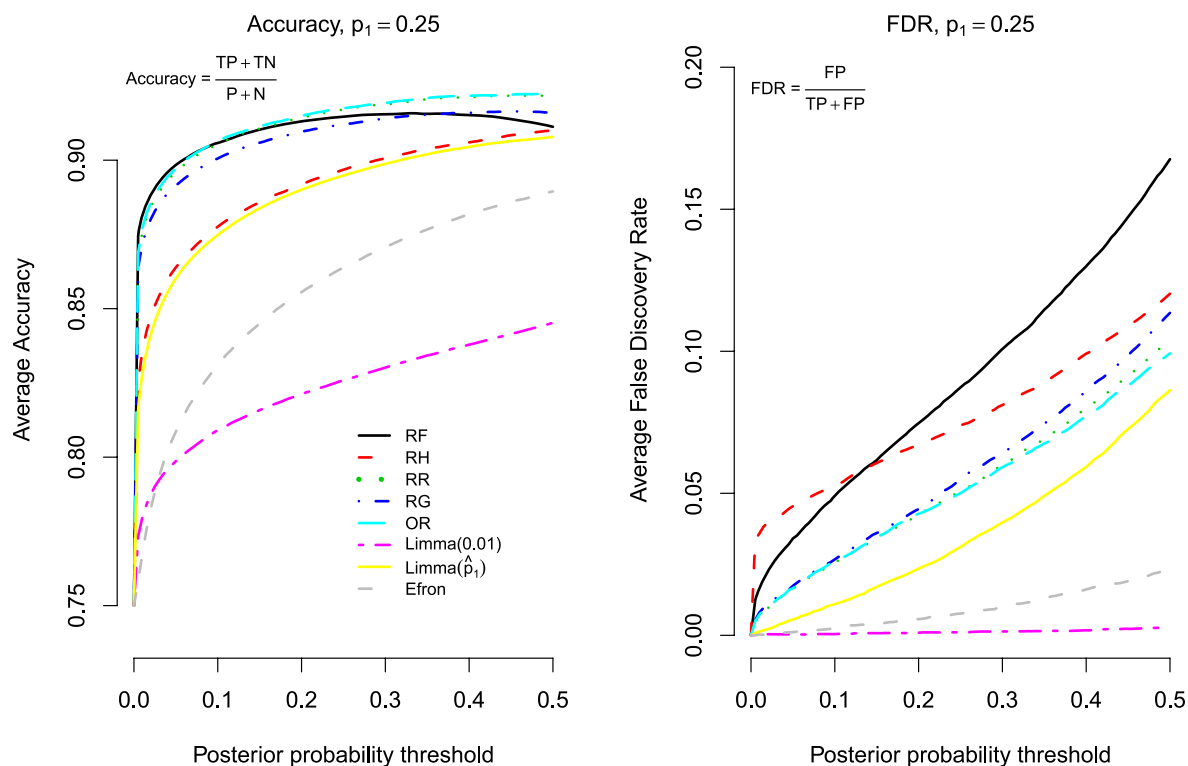 Accuracy, p₁ = 0.25
Accuracy = TP + TN / P + N
Average Accuracy
0.90
0.85
0.80
0.75
RF
RH
RR
RG
OR
Limma(0.01)
Limma(p̂₁)
Efron
0.0 0.1 0.2 0.3 0.4 0.5
Posterior probability threshold
FDR, p₁ = 0.25
FDR = FP / TP + FP
Average False Discovery Rate
0.20
0.15
0.10
0.05
0.00
0.0 0.1 0.2 0.3 0.4 0.5
Posterior probability threshold